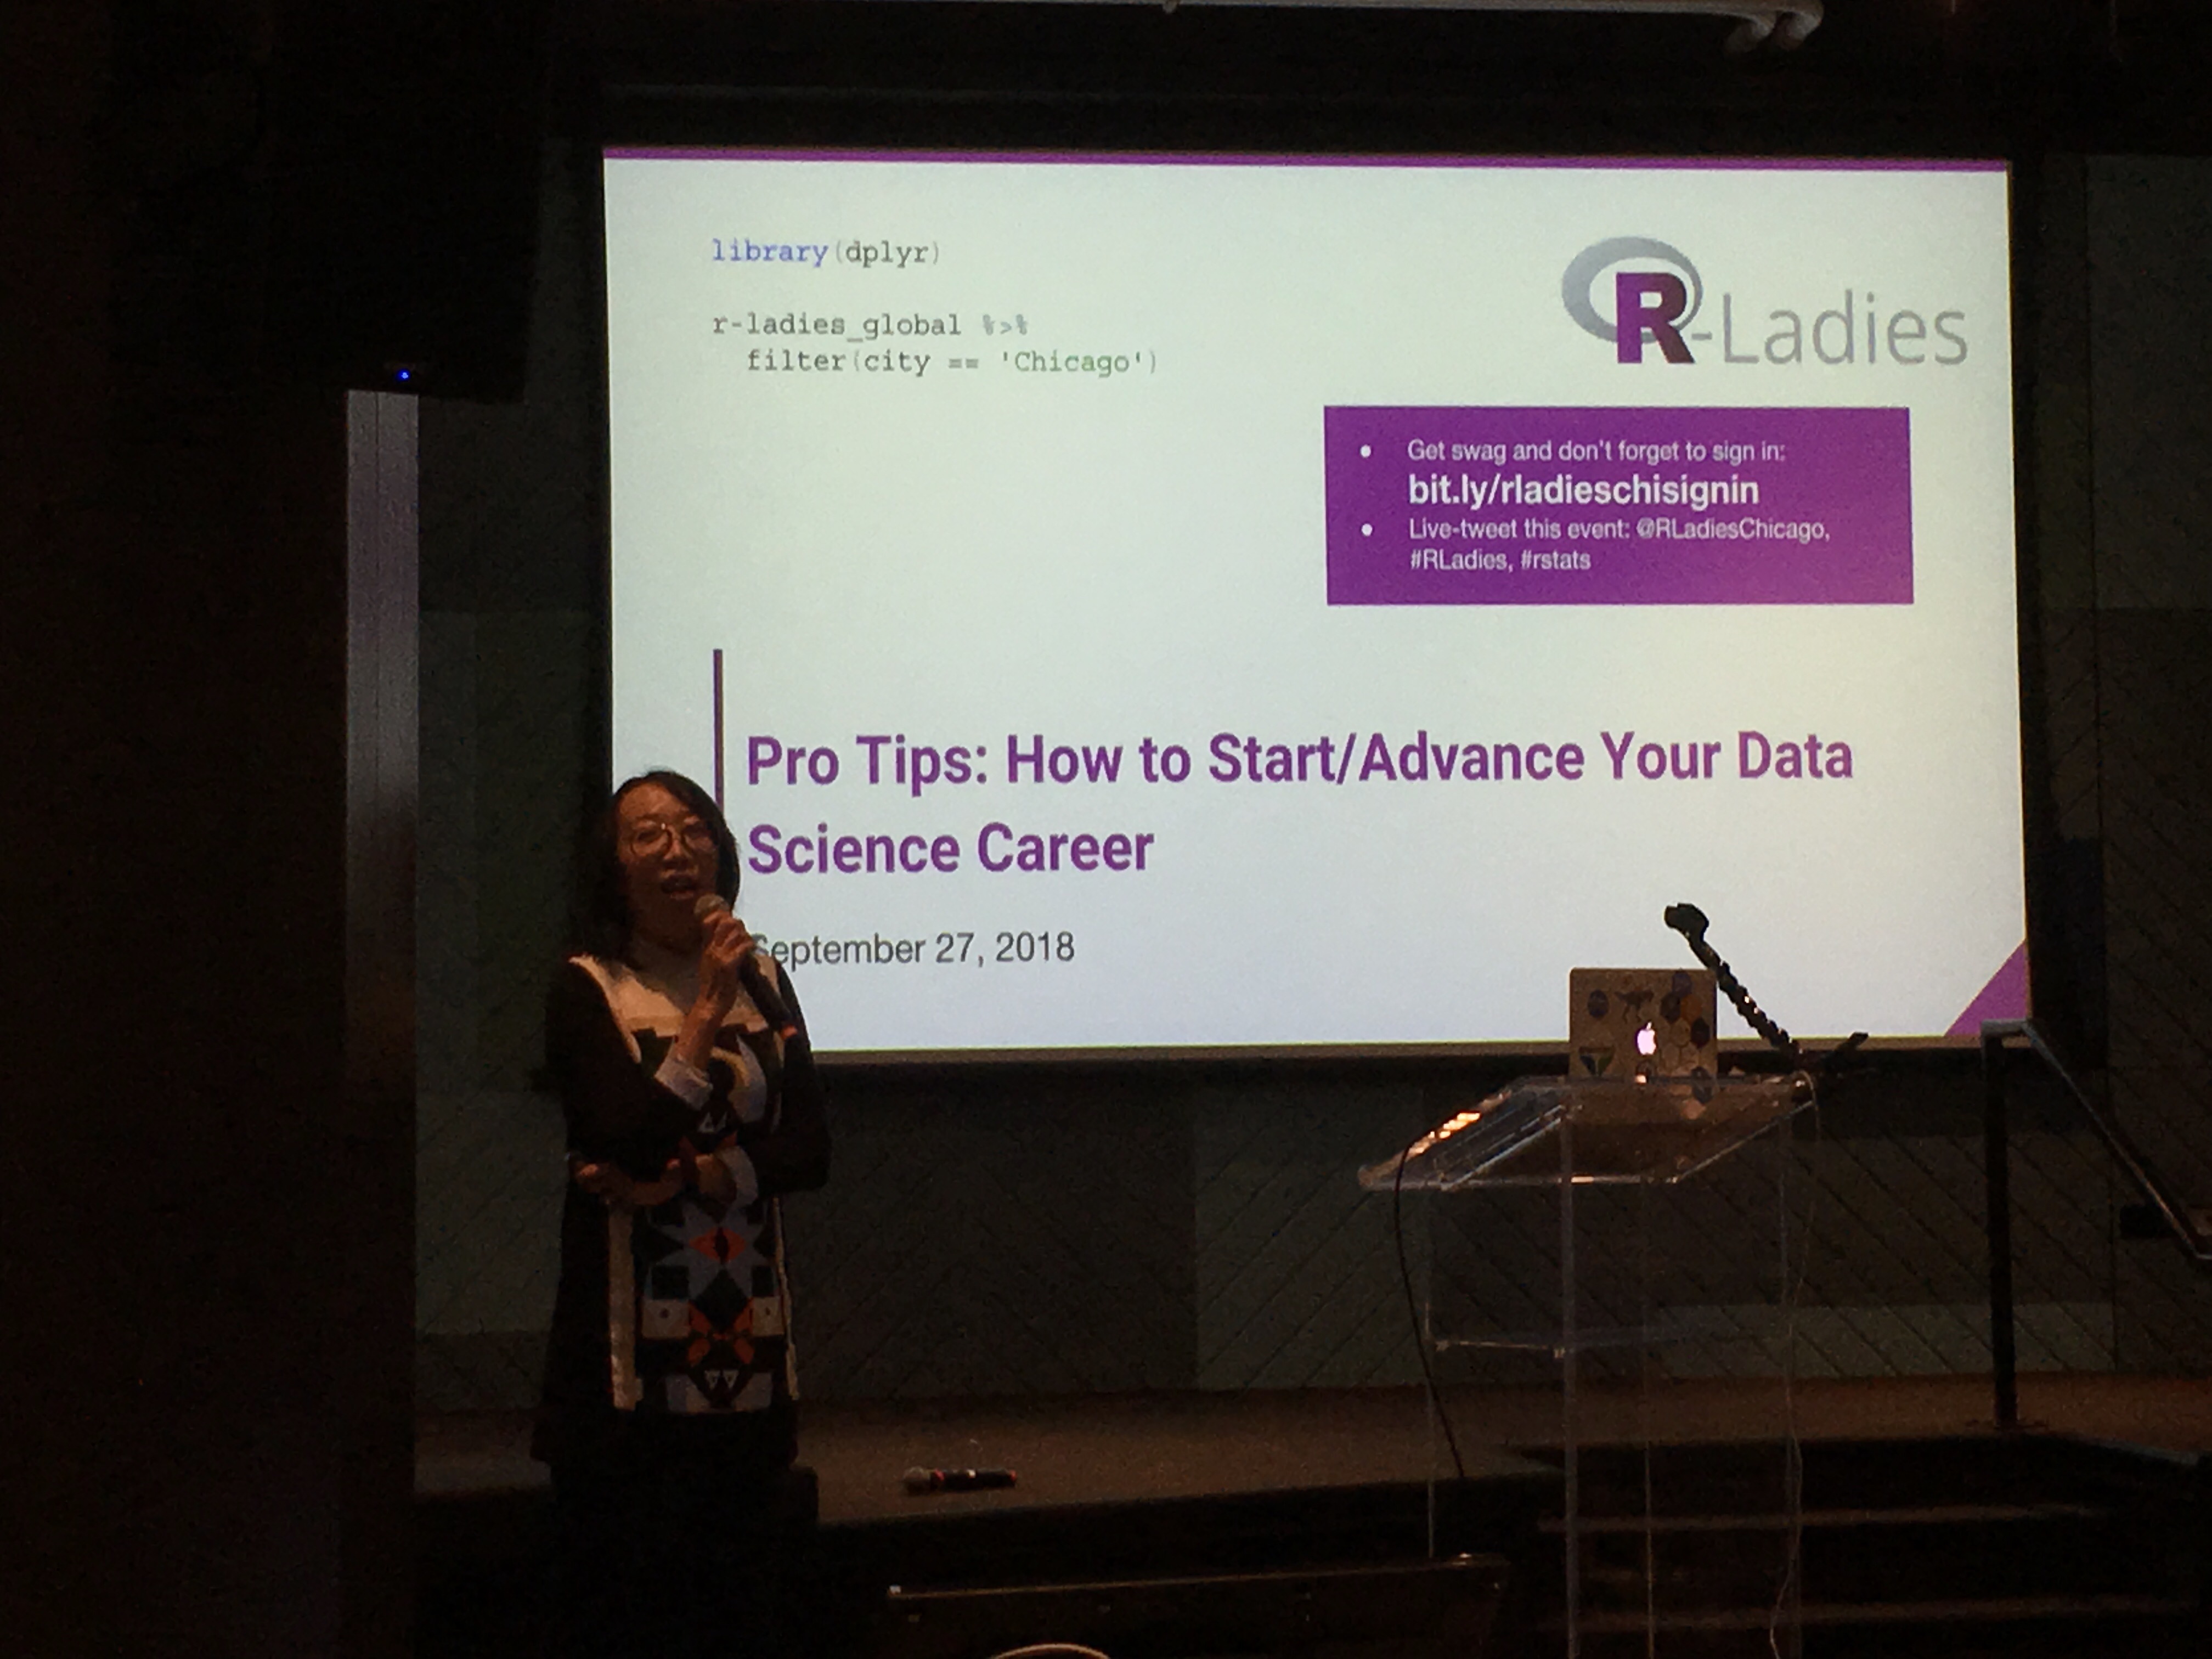 library(dplyr)
r-ladies_global %>%
filter(city == 'Chicago')
R-Ladies
Get swag and don't forget to sign in:
bit.ly/rladieschisignin
Live-tweet this event: @RLadiesChicago,
#RLadies, #rstats
Pro Tips: How to Start/Advance Your Data
Science Career
September 27, 2018